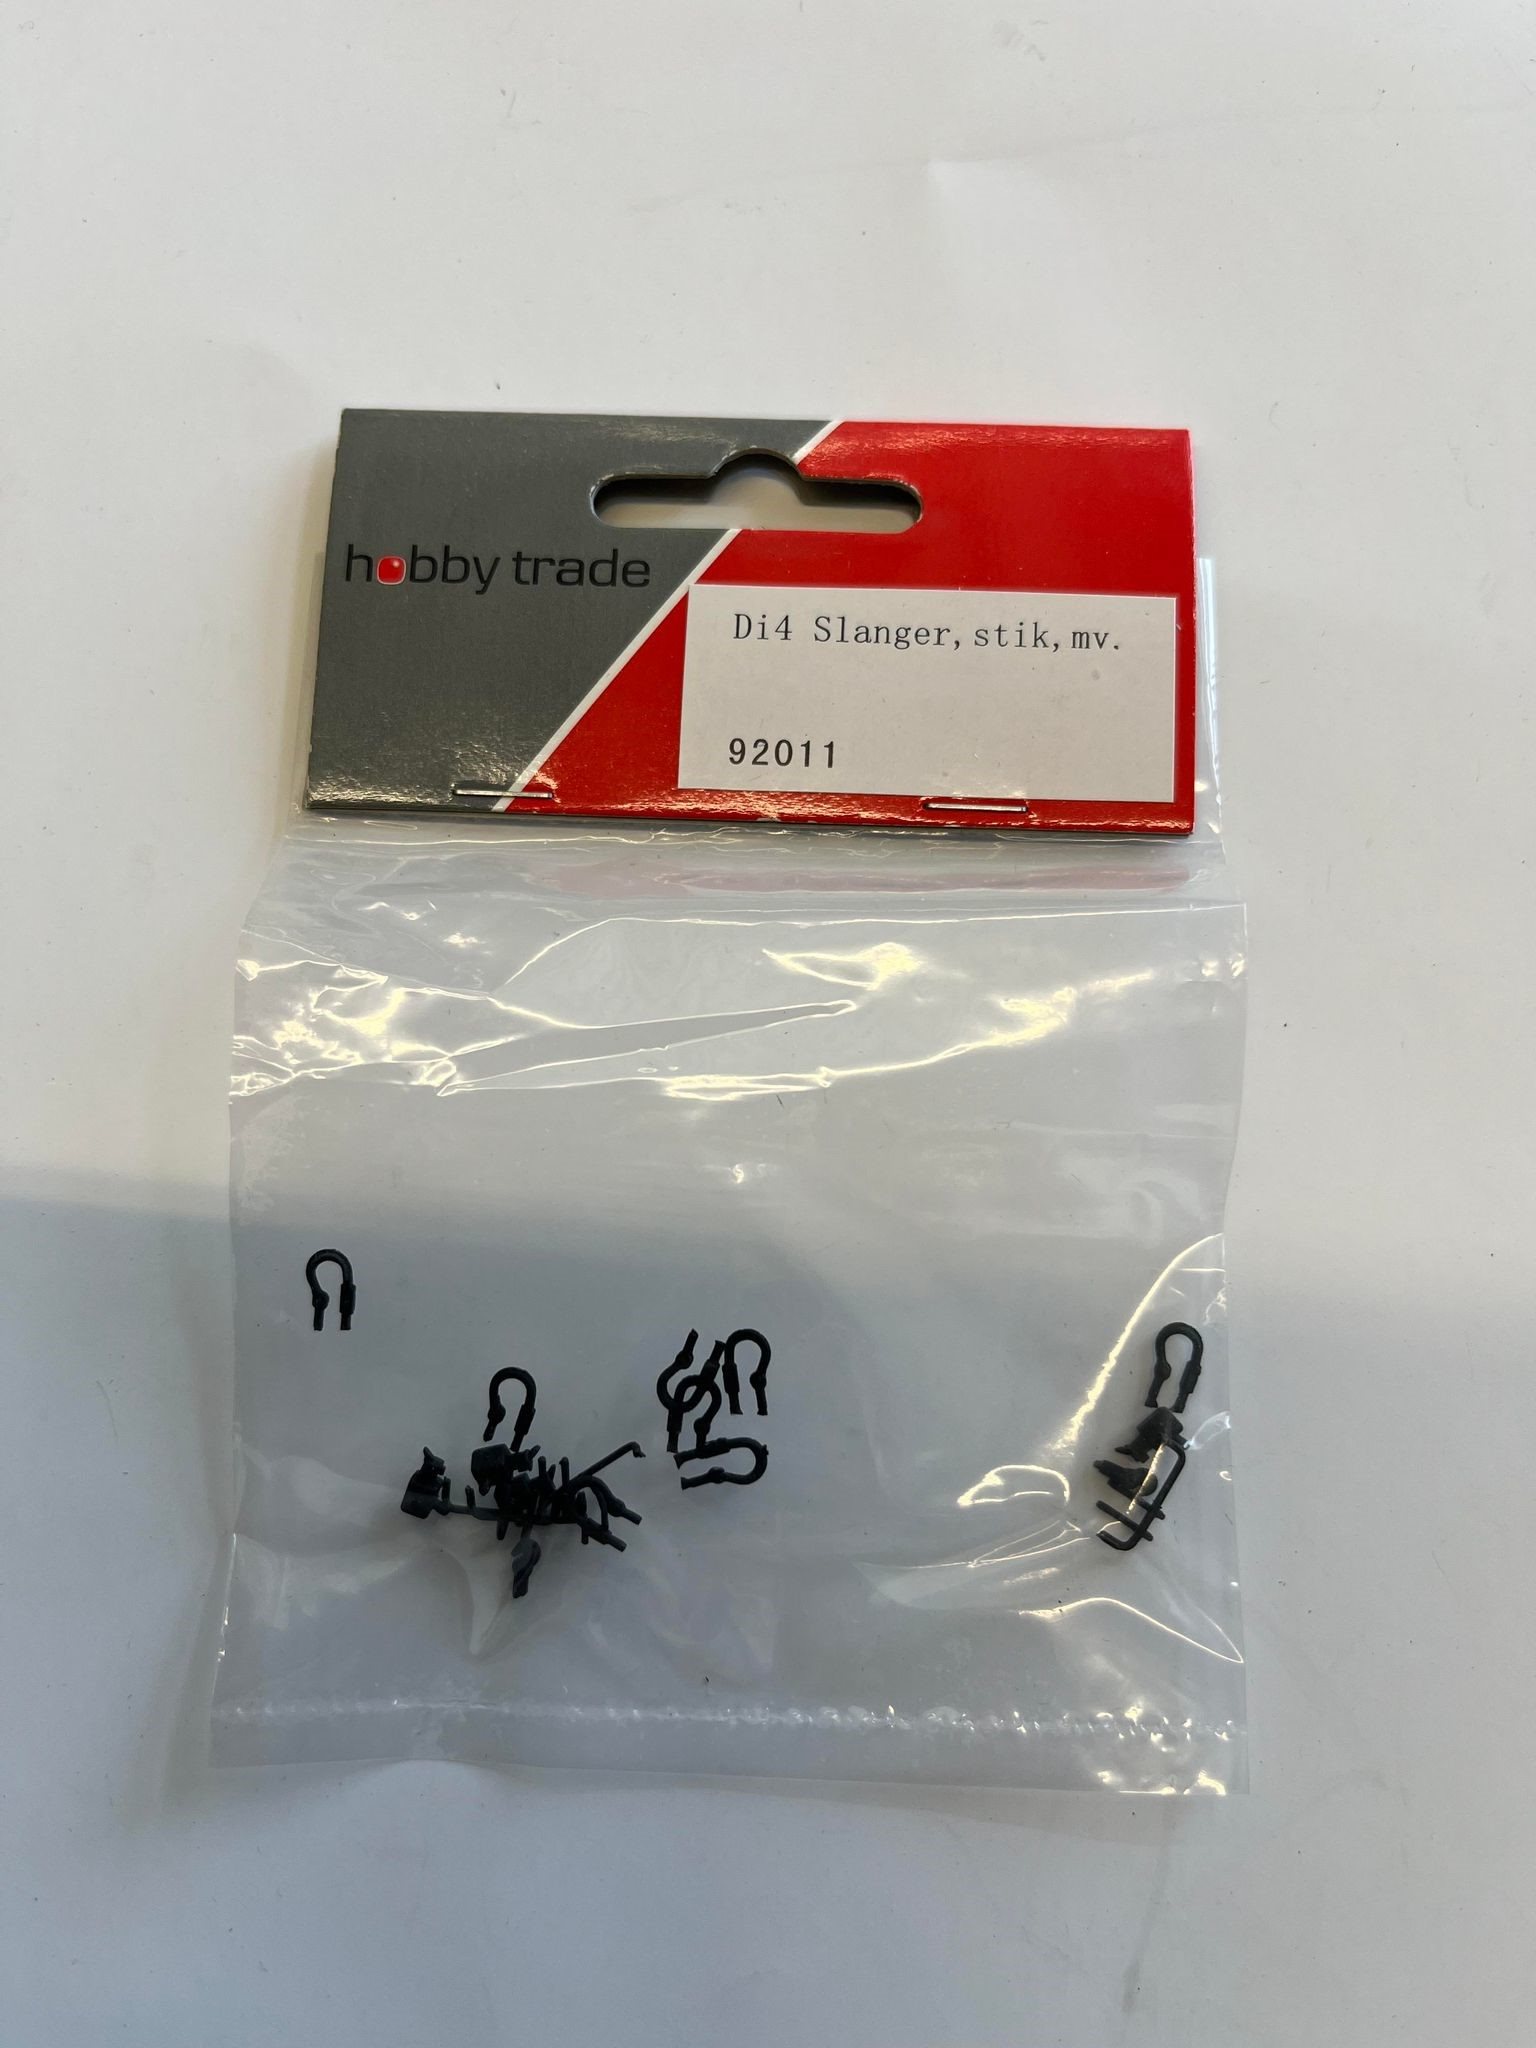 hobby trade
Di4 Slanger, stik, mv.
92011